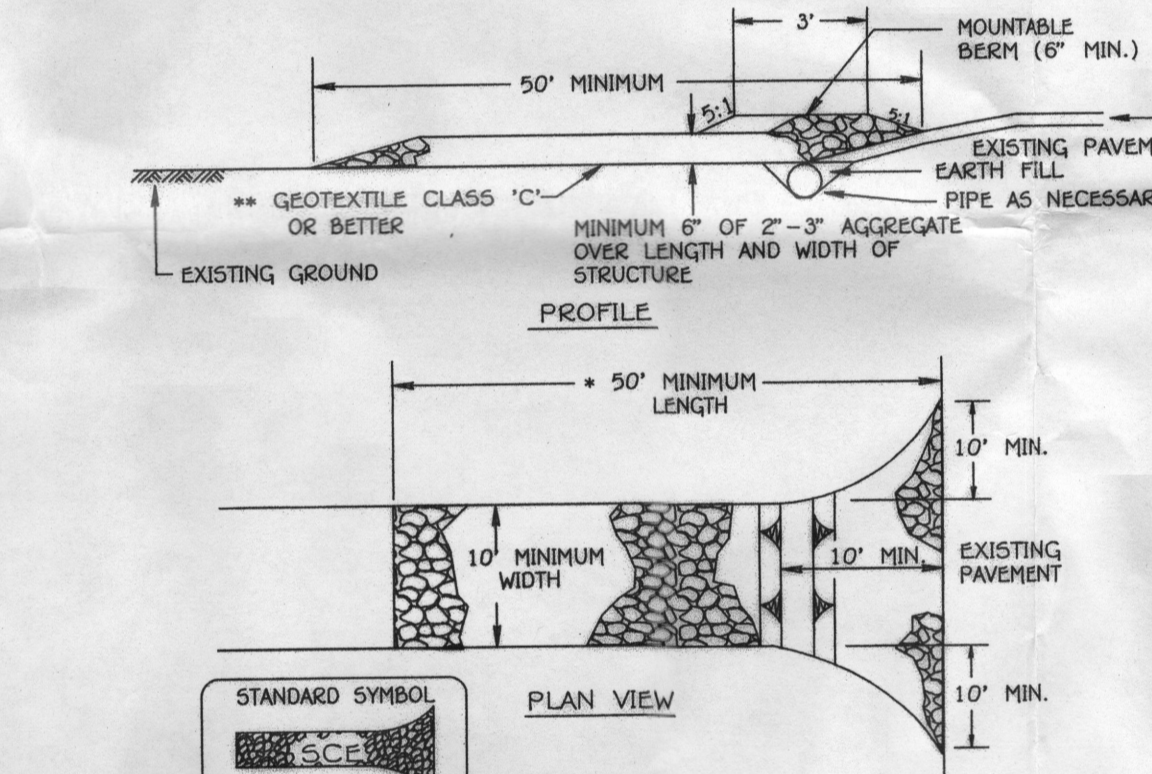 3'
MOUNTABLE
BERM (6" MIN.)
50' MINIMUM
5:1
5:1
EXISTING PAVEM
EARTH FILL
** GEOTEXTILE CLASS 'C'
OR BETTER
PIPE AS NECESSAR
MINIMUM 6" OF 2"-3" AGGREGATE
OVER LENGTH AND WIDTH OF
STRUCTURE
EXISTING GROUND
PROFILE
* 50' MINIMUM
LENGTH
10' MIN.
10' MINIMUM
WIDTH
10' MIN.
EXISTING
PAVEMENT
10' MIN.
STANDARD SYMBOL
PLAN VIEW
SCE